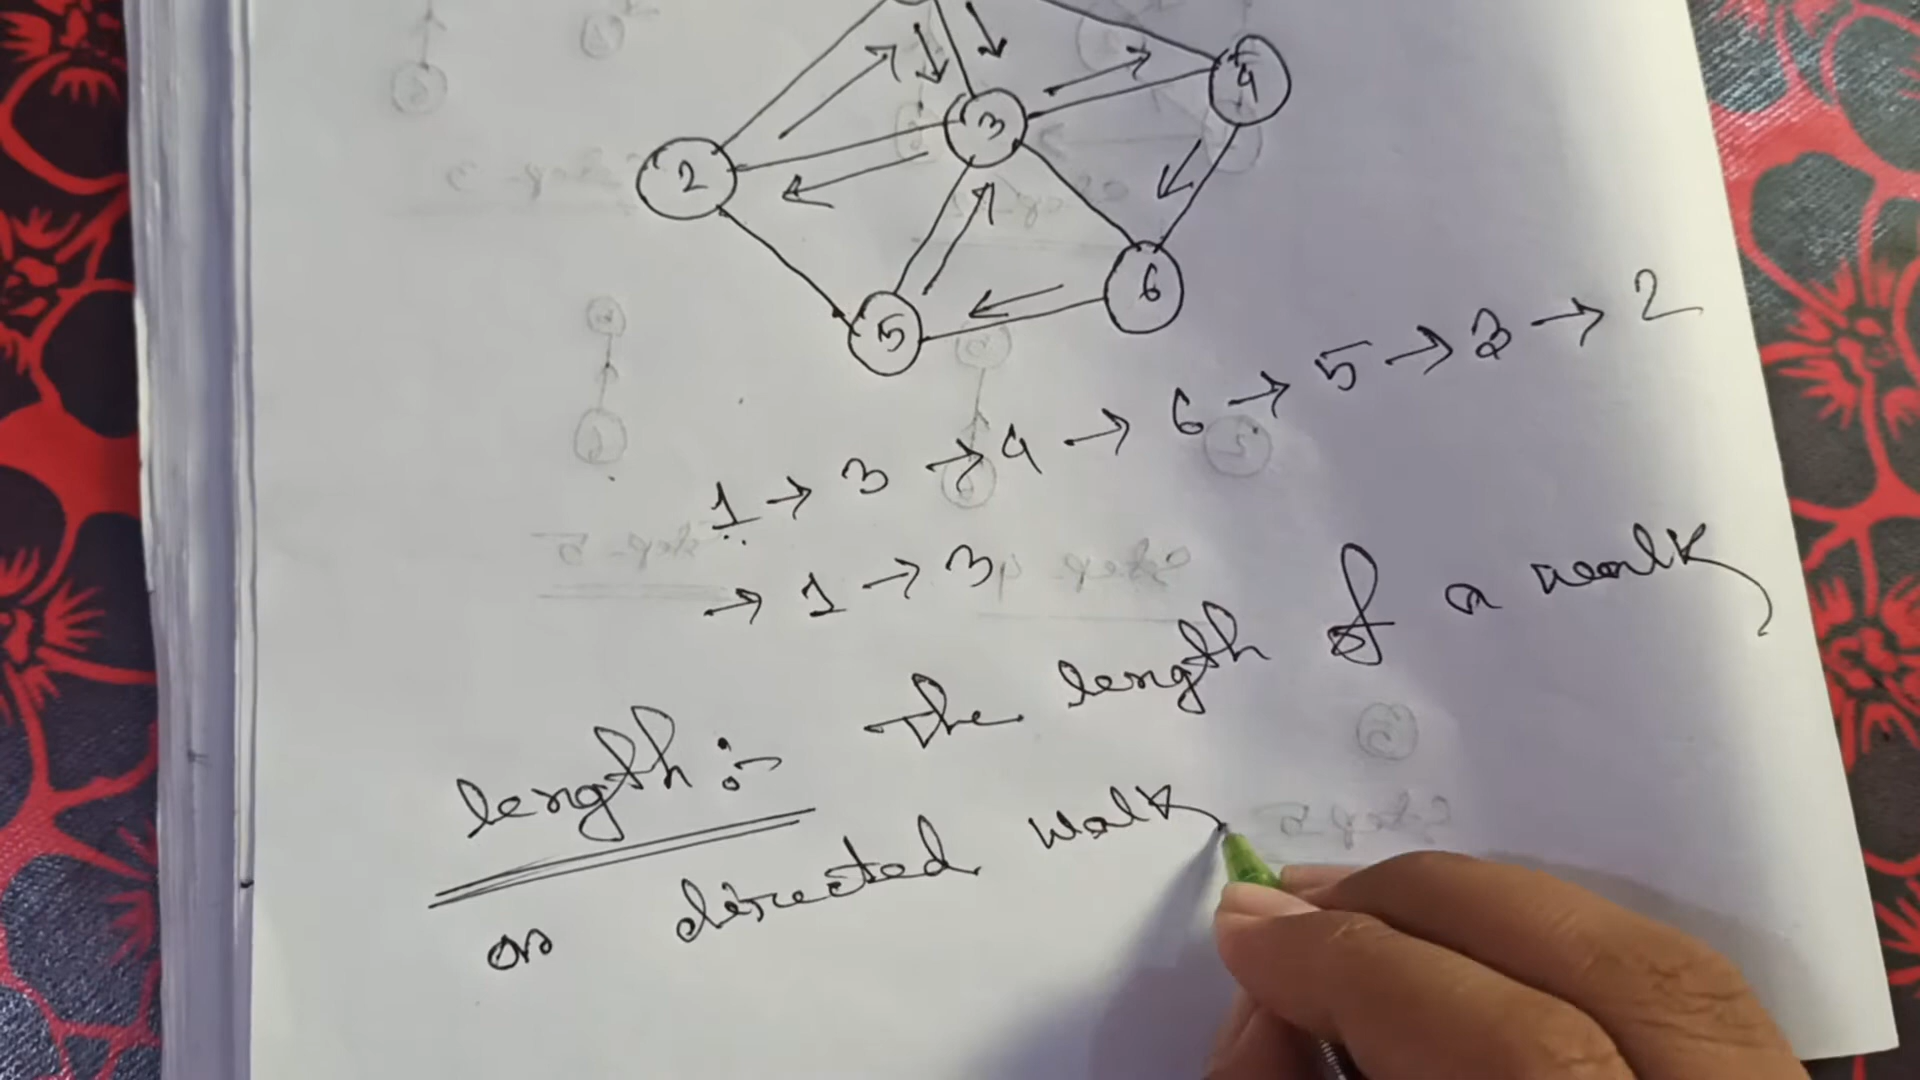 4
3
2
6
5
1 → 3 → 4 → 6 → 5 → 3 → 2
→ 1 → 3
length :- the length of a walk
or directed walk